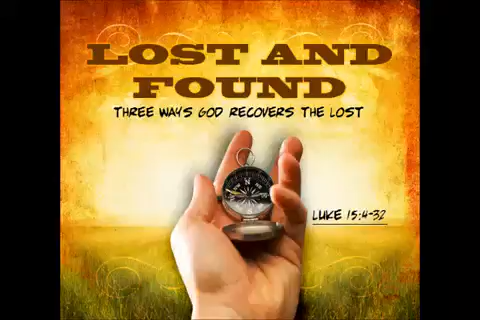 LOST AND
FOUND
THREE WAYS GOD RECOVERS THE LOST
LUKE 15:4-32